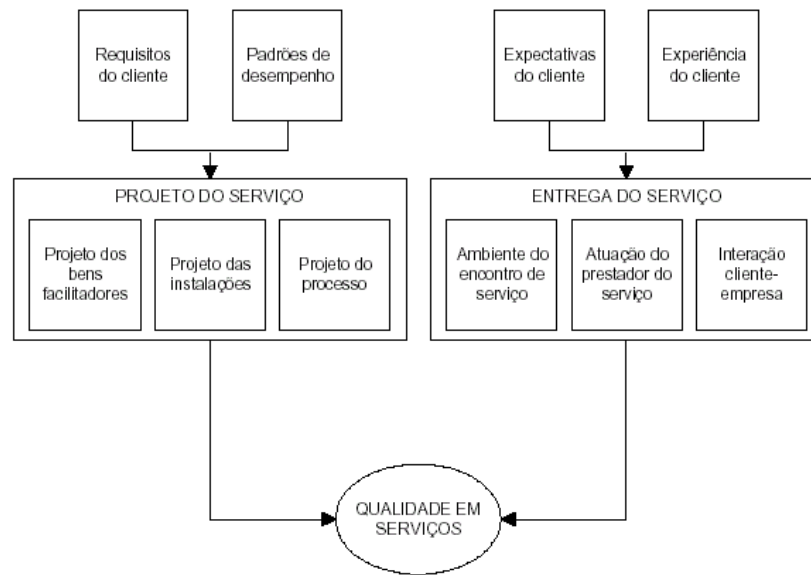 Requisitos
do cliente
Padrões de
desempenho
Expectativas
do cliente
Experiência
do cliente
PROJETO DO SERVIÇO
Projeto dos
bens
facilitadores
Projeto das
instalações
Projeto do
processo
ENTREGA DO SERVIÇO
Ambiente do
encontro de
serviço
Atuação do
prestador do
serviço
Interação
cliente-
empresa
QUALIDADE EM
SERVIÇOS